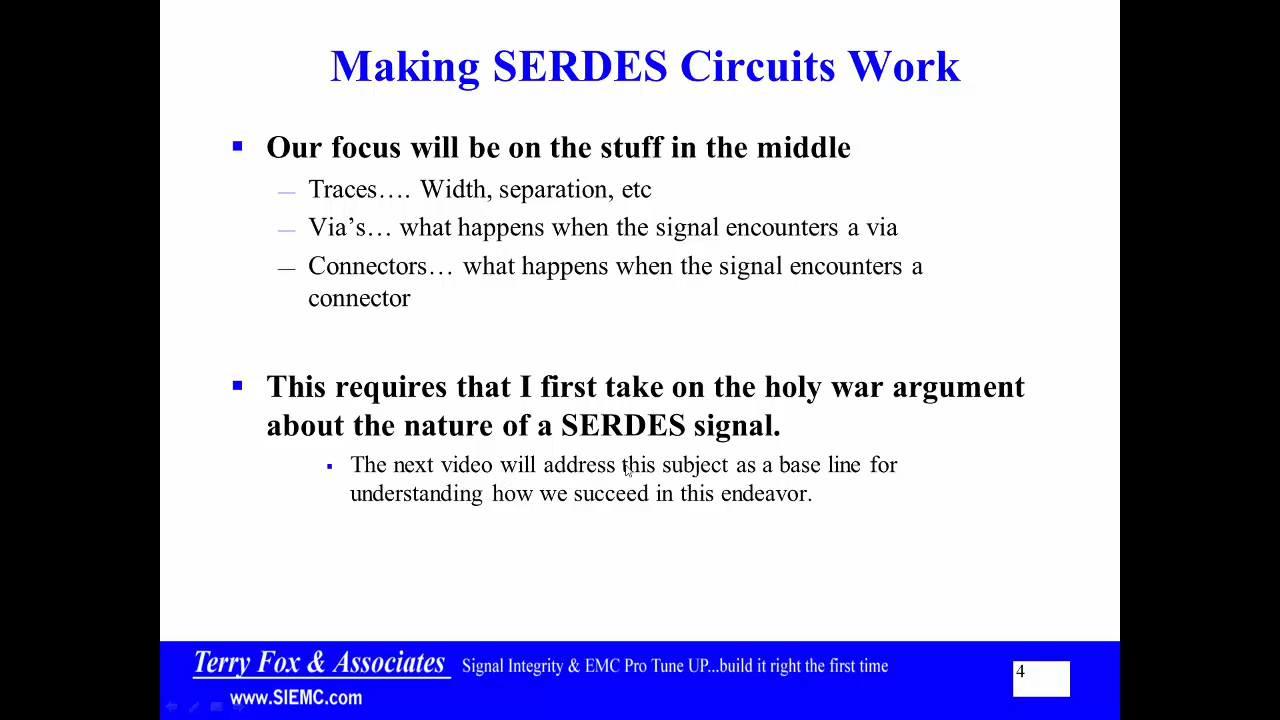 Making SERDES Circuits Work
Our focus will be on the stuff in the middle
Traces…. Width, separation, etc
Via’s… what happens when the signal encounters a via
Connectors… what happens when the signal encounters a
connector
This requires that I first take on the holy war argument
about the nature of a SERDES signal.
The next video will address this subject as a base line for
understanding how we succeed in this endeavor.
Terry Fox & Associates Signal Integrity & EMC Pro Tune UP...build it right the first time
www.SIEMC.com
4